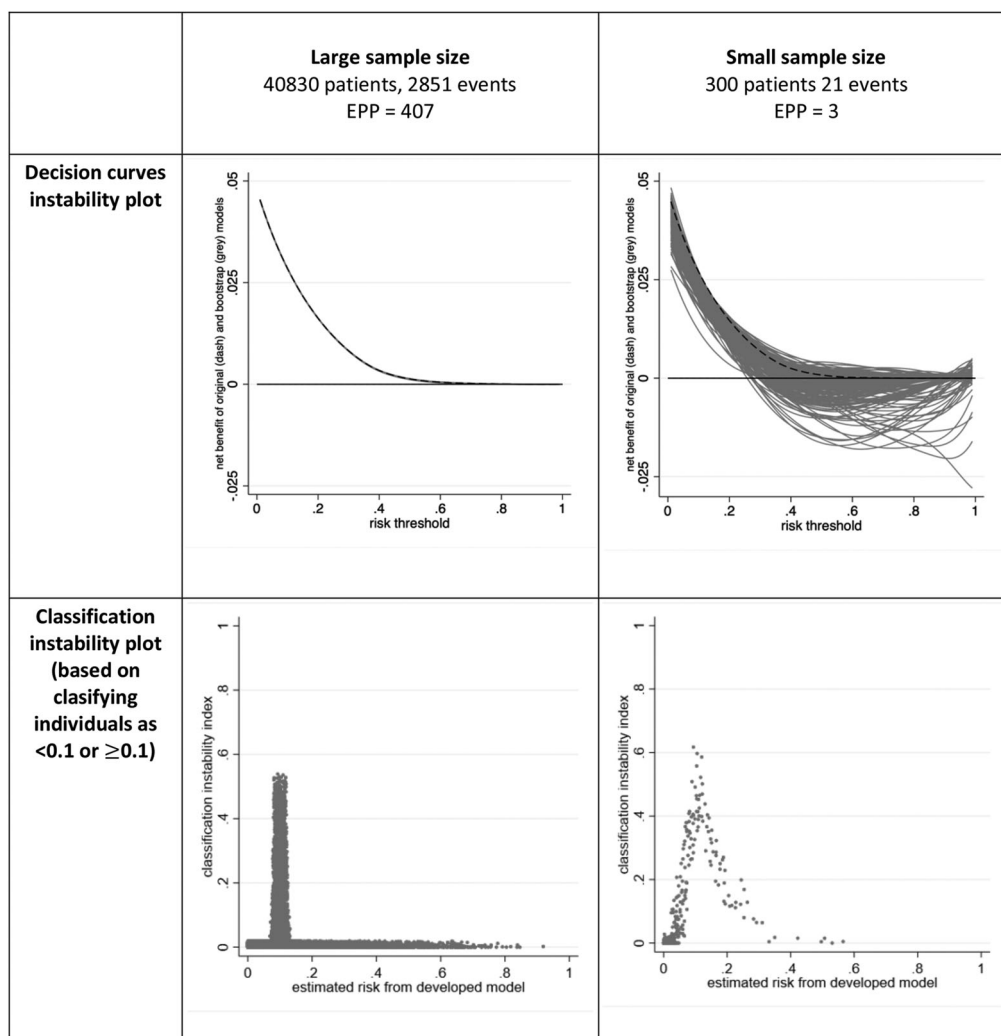 Large sample size
40830 patients, 2851 events
EPP = 407
Small sample size
300 patients 21 events
EPP = 3
Decision curves
instability plot
net benefit of original (dash) and bootstrap (grey) models
.05
.025
0
-.025
0 .2 .4 .6 .8 1
risk threshold
net benefit of original (dash) and bootstrap (grey) models
.05
.025
0
-.025
0 .2 .4 .6 .8 1
risk threshold
Classification
instability plot
(based on
clasifying
individuals as
<0.1 or ≥0.1)
classification instability index
1
.8
.6
.4
.2
0
0 .2 .4 .6 .8 1
estimated risk from developed model
classification instability index
1
.8
.6
.4
.2
0
0 .2 .4 .6 .8 1
estimated risk from developed model